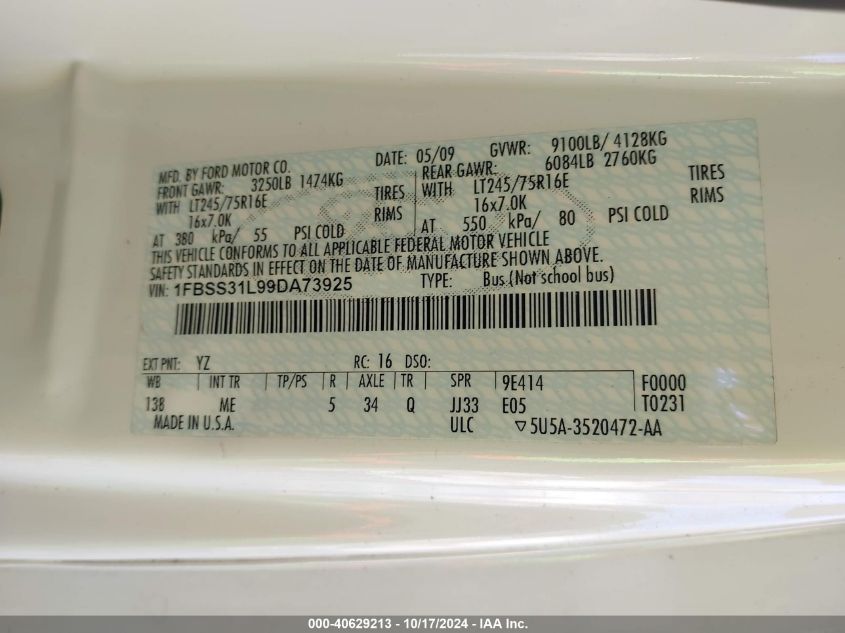 MFD. BY FORD MOTOR CO.
DATE: 05/09 GVWR: 9100LB/ 4128KG
FRONT GAWR: 3250LB 1474KG
REAR GAWR: 6084LB 2760KG
WITH LT245/75R16E TIRES
WITH LT245/75R16E TIRES
16x7.0K RIMS
16x7.0K RIMS
AT 380 kPa/ 55 PSI COLD
AT 550 kPa/ 80 PSI COLD
THIS VEHICLE CONFORMS TO ALL APPLICABLE FEDERAL MOTOR VEHICLE
SAFETY STANDARDS IN EFFECT ON THE DATE OF MANUFACTURE SHOWN ABOVE.
VIN: 1FBSS31L99DA73925 TYPE: Bus (Not school bus)
EXT PNT: YZ RC: 16 DSO:
WB INT TR TP/PS R AXLE TR SPR 9E414 F0000
138 ME 5 34 Q JJ33 E05 T0231
MADE IN U.S.A. ULC ▽5U5A-3520472-AA
000-40629213 - 10/17/2024 - IAA, Inc.